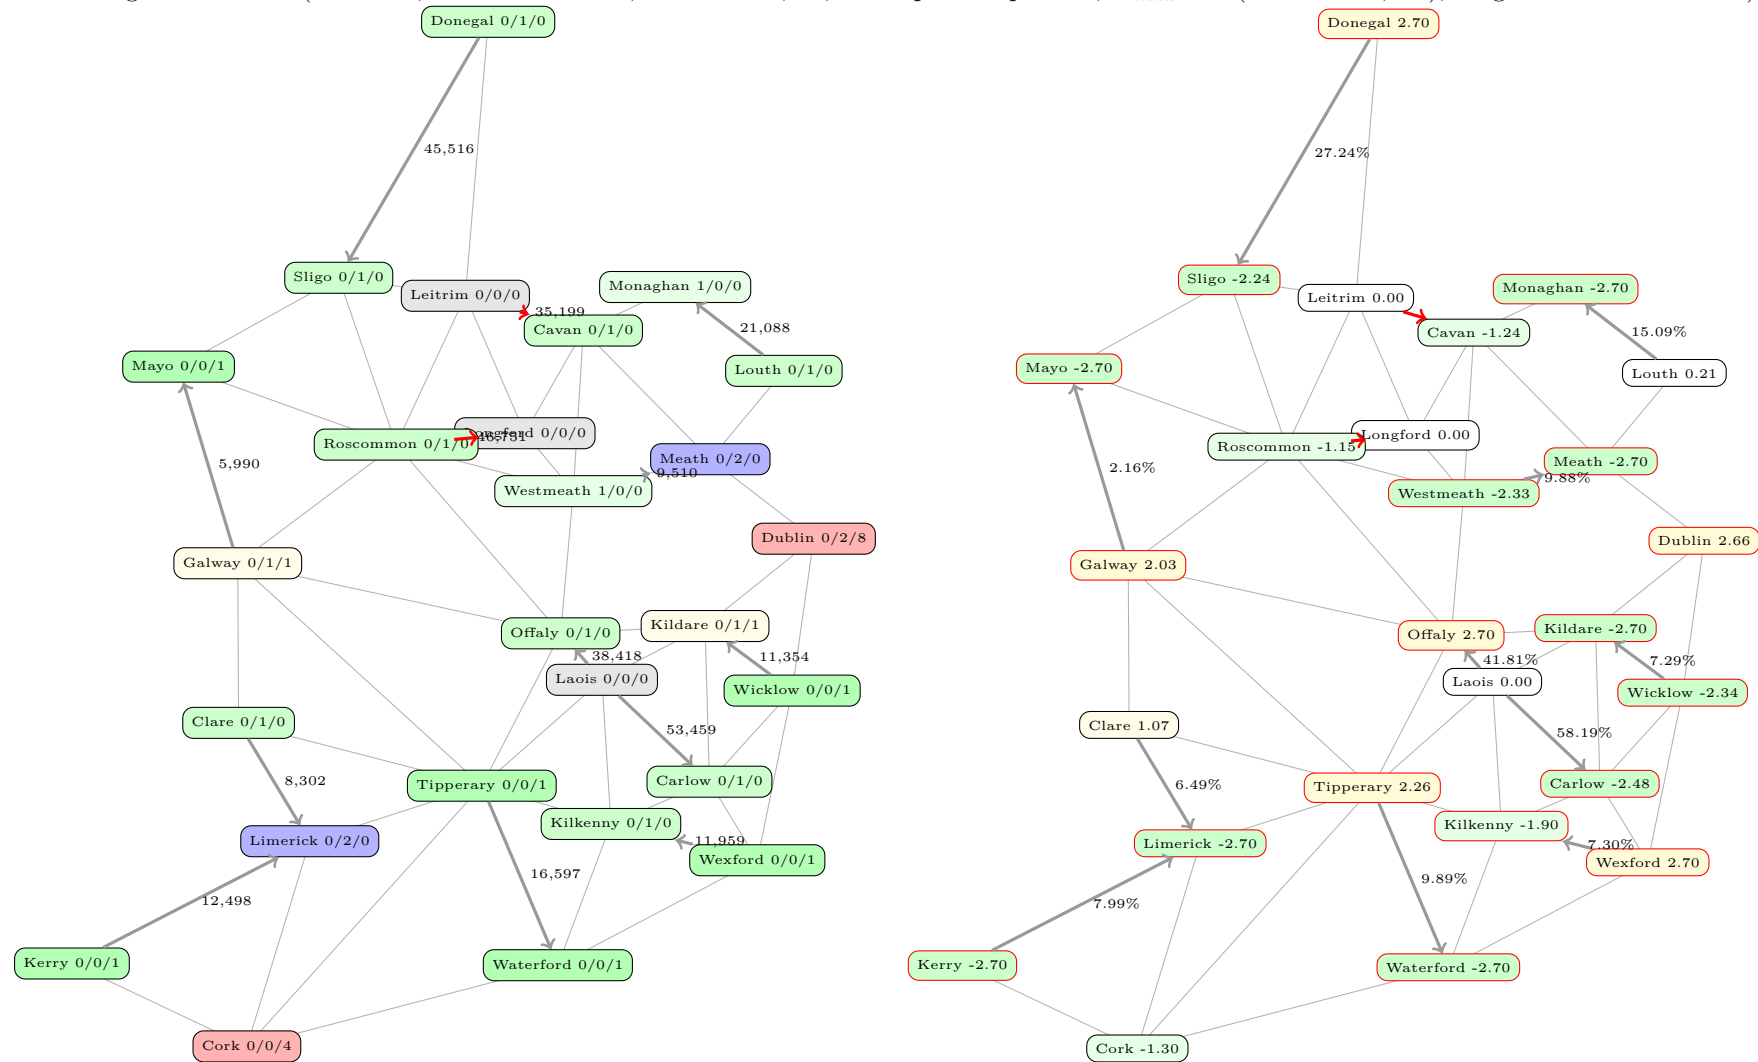 Donegal 0/1/0
45,516
Sligo 0/1/0
Leitrim 0/0/0
Monaghan 1/0/0
35,199
Cavan 0/1/0
21,088
Mayo 0/0/1
Louth 0/1/0
Longford 0/0/0
Roscommon 0/1/0
46,731
Meath 0/2/0
5,990
9,510
Westmeath 1/0/0
Dublin 0/2/8
Galway 0/1/1
Kildare 0/1/1
Offaly 0/1/0
38,418
11,354
Laois 0/0/0
Wicklow 0/0/1
Clare 0/1/0
53,459
8,302
Tipperary 0/0/1
Carlow 0/1/0
Kilkenny 0/1/0
Limerick 0/2/0
11,959
Wexford 0/0/1
16,597
12,498
Kerry 0/0/1
Waterford 0/0/1
Cork 0/0/4
Donegal 2.70
27.24%
Sligo -2.24
Leitrim 0.00
Monaghan -2.70
Cavan -1.24
15.09%
Mayo -2.70
Louth 0.21
Longford 0.00
Roscommon -1.15
Meath -2.70
2.16%
9.88%
Westmeath -2.33
Dublin 2.66
Galway 2.03
Kildare -2.70
Offaly 2.70
41.81%
7.29%
Laois 0.00
Wicklow -2.34
Clare 1.07
58.19%
6.49%
Tipperary 2.26
Carlow -2.48
Kilkenny -1.90
Limerick -2.70
7.30%
Wexford 2.70
9.89%
7.99%
Kerry -2.70
Waterford -2.70
Cork -1.30